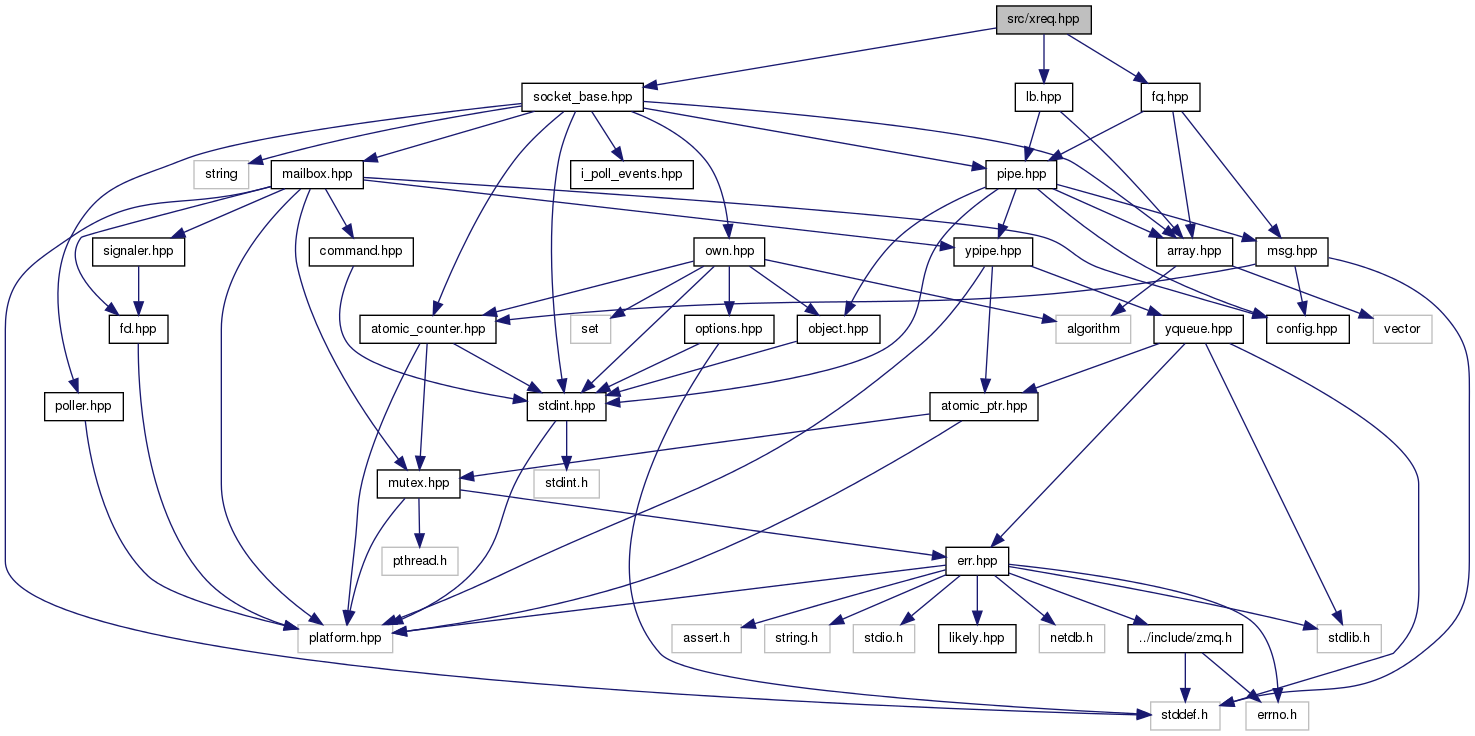 src/xreq.hpp
socket_base.hpp
lb.hpp
fq.hpp
string
mailbox.hpp
i_poll_events.hpp
pipe.hpp
signaler.hpp
command.hpp
own.hpp
ypipe.hpp
array.hpp
msg.hpp
fd.hpp
atomic_counter.hpp
set
options.hpp
object.hpp
algorithm
yqueue.hpp
config.hpp
vector
poller.hpp
stdint.hpp
atomic_ptr.hpp
mutex.hpp
stdint.h
pthread.h
err.hpp
platform.hpp
assert.h
string.h
stdio.h
likely.hpp
netdb.h
../include/zmq.h
stdlib.h
stddef.h
errno.h